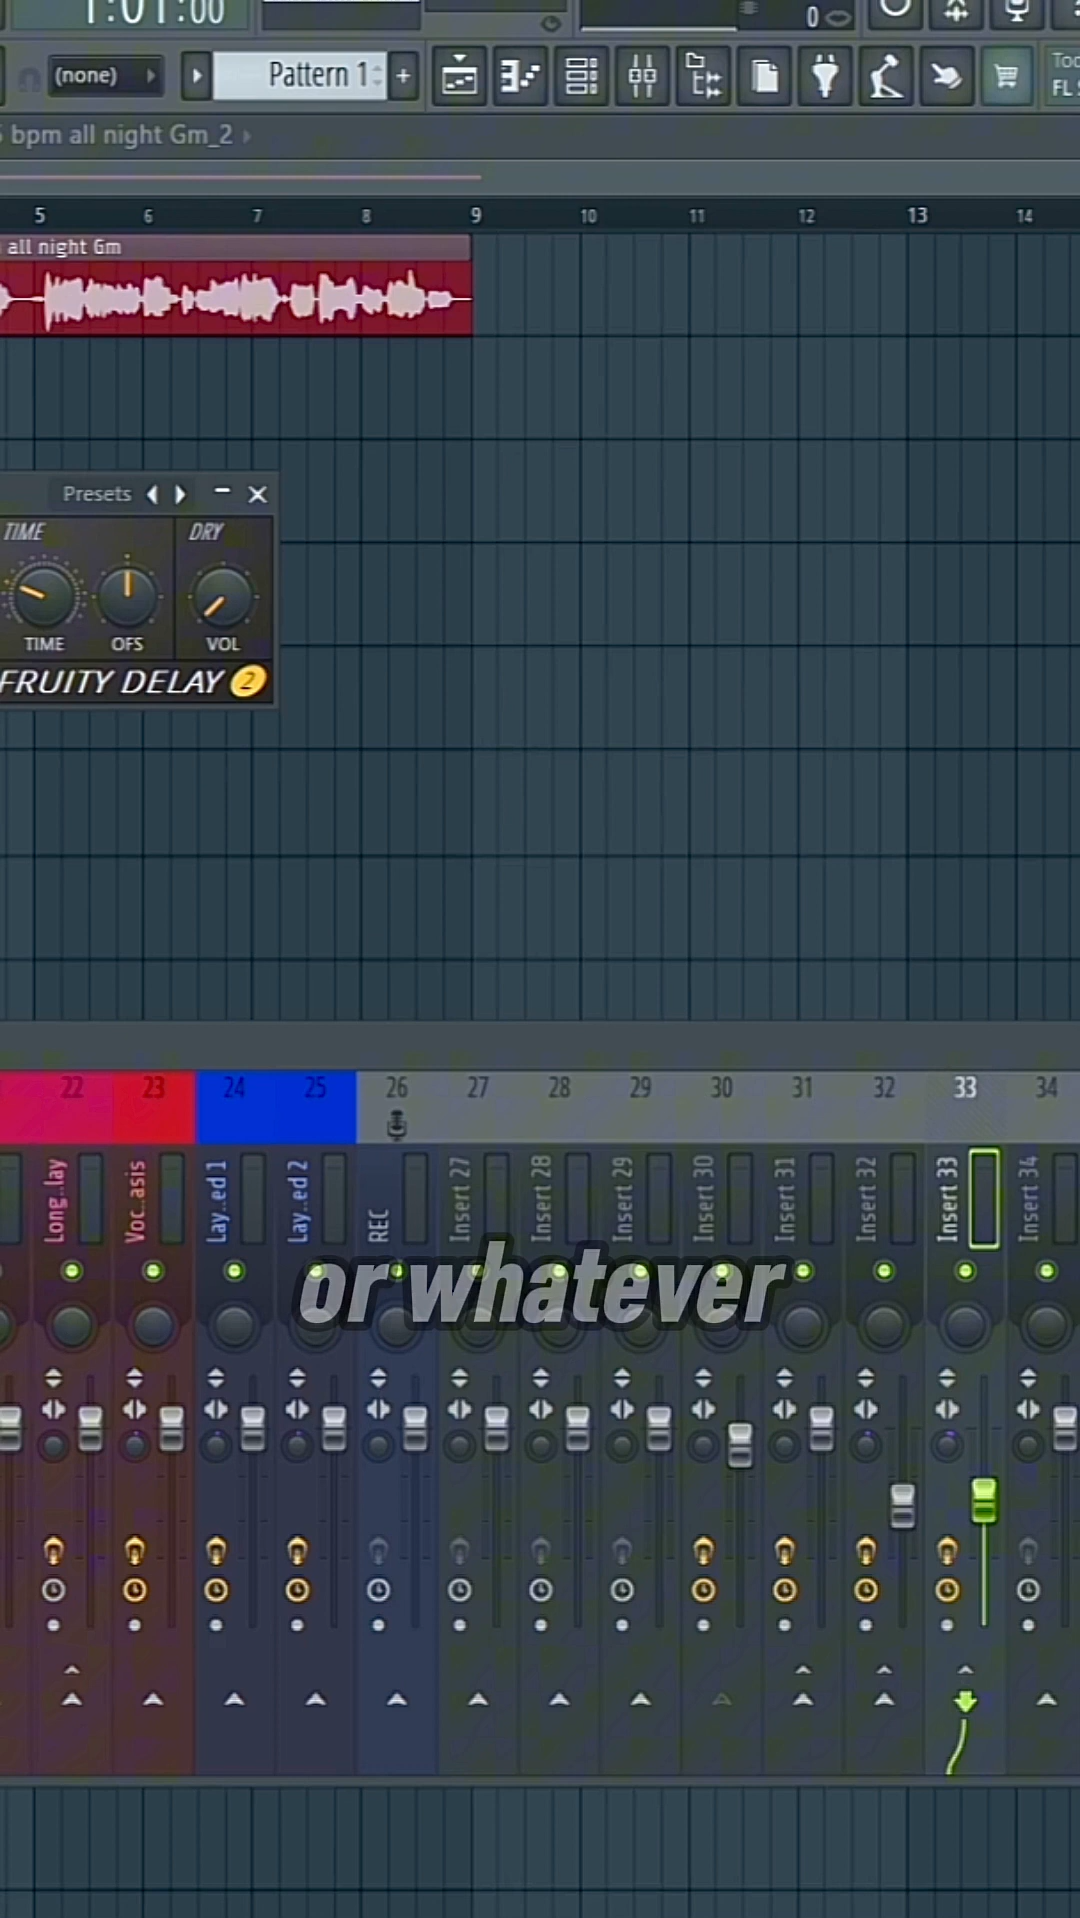 1:01:00
0
(none)
Pattern 1
+
bpm all night Gm_2
5 6 7 8 9 10 11 12 13 14
all night Gm
Presets
TIME
DRY
TIME
OFS
VOL
FRUITY DELAY 2
22 23 24 25 26 27 28 29 30 31 32 33 34
Long..lay
Voc..asis
Lay..ed 1
Lay..ed 2
REC
Insert 27
Insert 28
Insert 29
Insert 30
Insert 31
Insert 32
Insert 33
Insert 34
or whatever